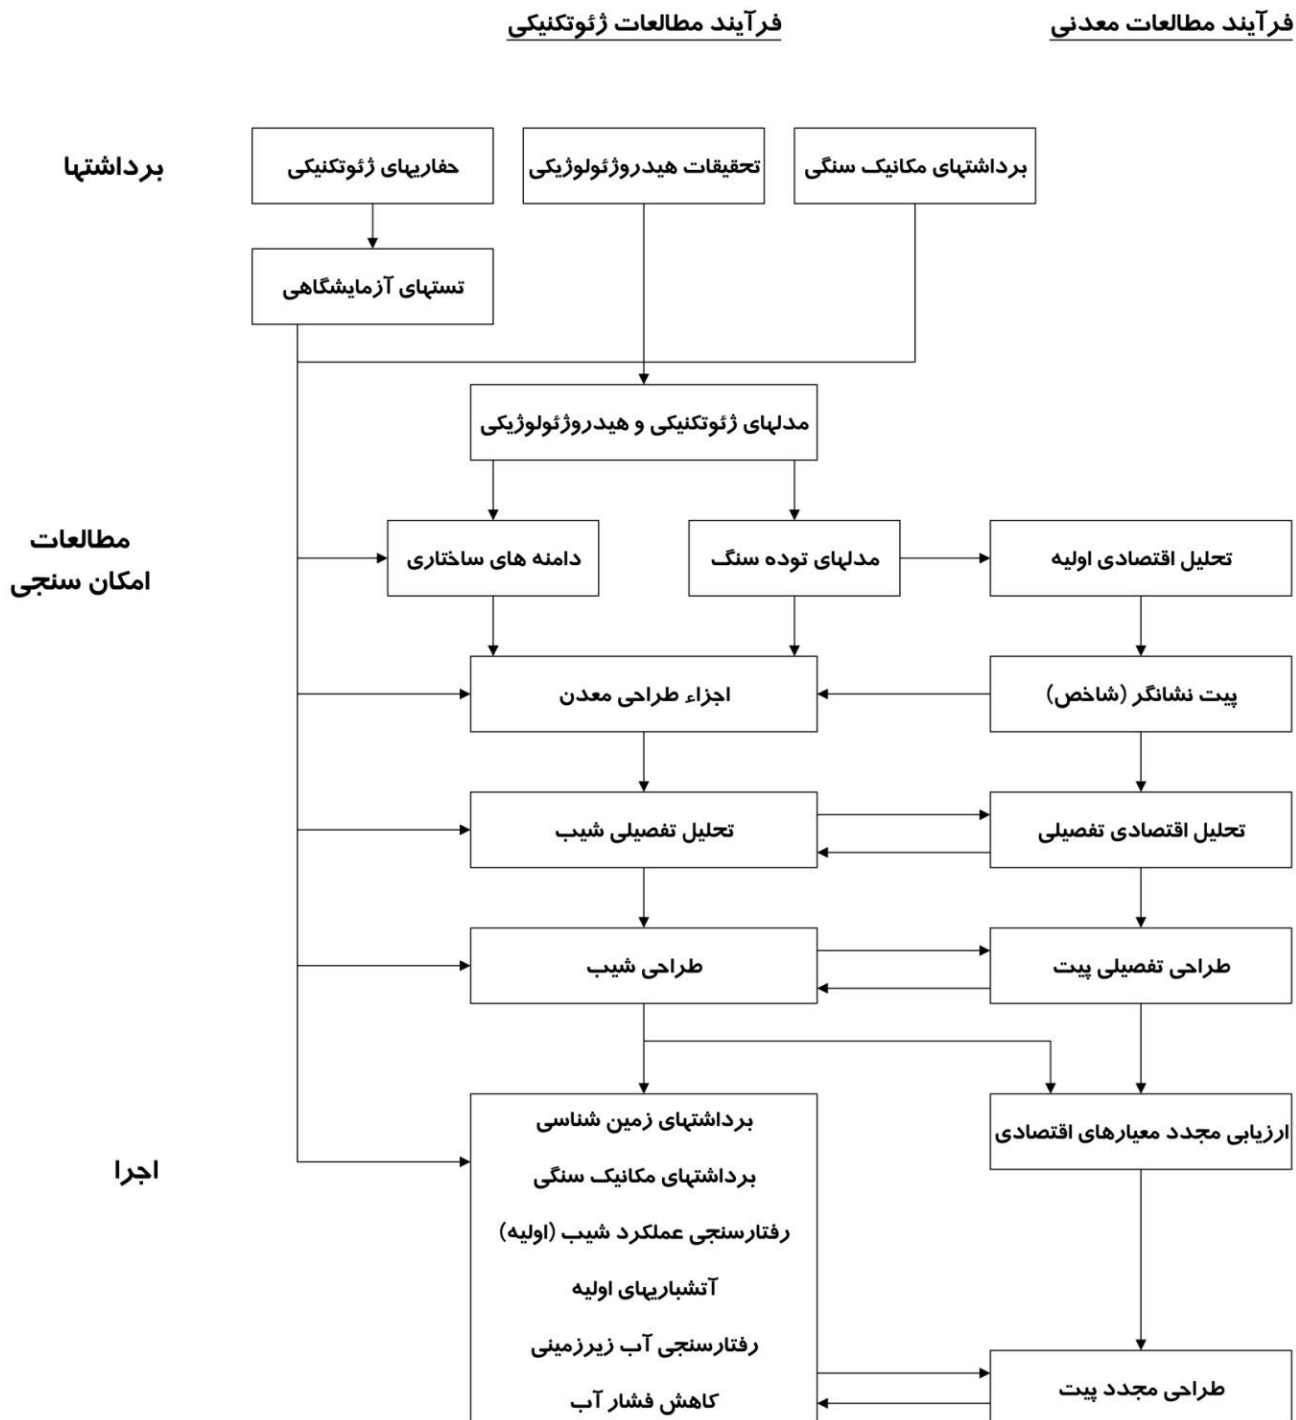 فرآیند مطالعات معدنی
فرآیند مطالعات ژئوتکنیکی
برداشتها
برداشتهای مکانیک سنگی
تحقیقات هیدروژئولوژیکی
حفاریهای ژئوتکنیکی
تستهای آزمایشگاهی
مدلهای ژئوتکنیکی و هیدروژئولوژیکی
مطالعات
امکان سنجی
تحلیل اقتصادی اولیه
مدلهای توده سنگ
دامنه های ساختاری
پیت نشانگر (شاخص)
اجزاء طراحی معدن
تحلیل اقتصادی تفصیلی
تحلیل تفصیلی شیب
طراحی تفصیلی پیت
طراحی شیب
اجرا
ارزیابی مجدد معیارهای اقتصادی
برداشتهای زمین شناسی
برداشتهای مکانیک سنگی
رفتارسنجی عملکرد شیب (اولیه)
آتشباریهای اولیه
رفتارسنجی آب زیرزمینی
کاهش فشار آب
طراحی مجدد پیت